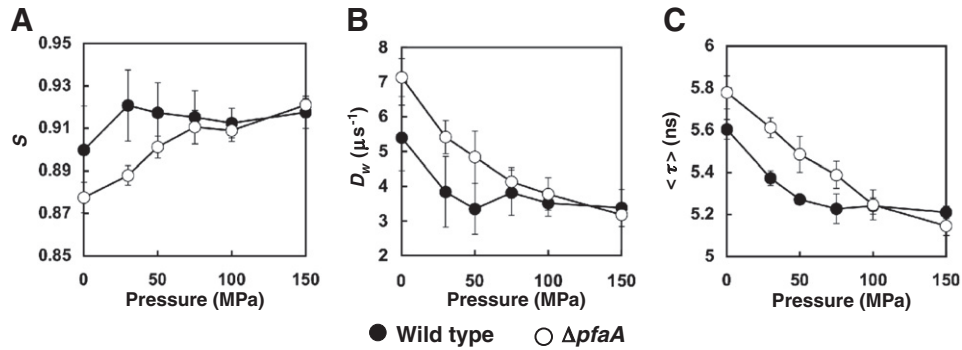 A
0.95
0.93
0.91
0.89
0.87
0.85
S
0
50
100
150
Pressure (MPa)
B
8
7
6
5
4
3
2
D_w (μs⁻¹)
0
50
100
150
Pressure (MPa)
C
6
5.8
5.6
5.4
5.2
5
<τ> (ns)
0
50
100
150
Pressure (MPa)
Wild type
ΔpfaA